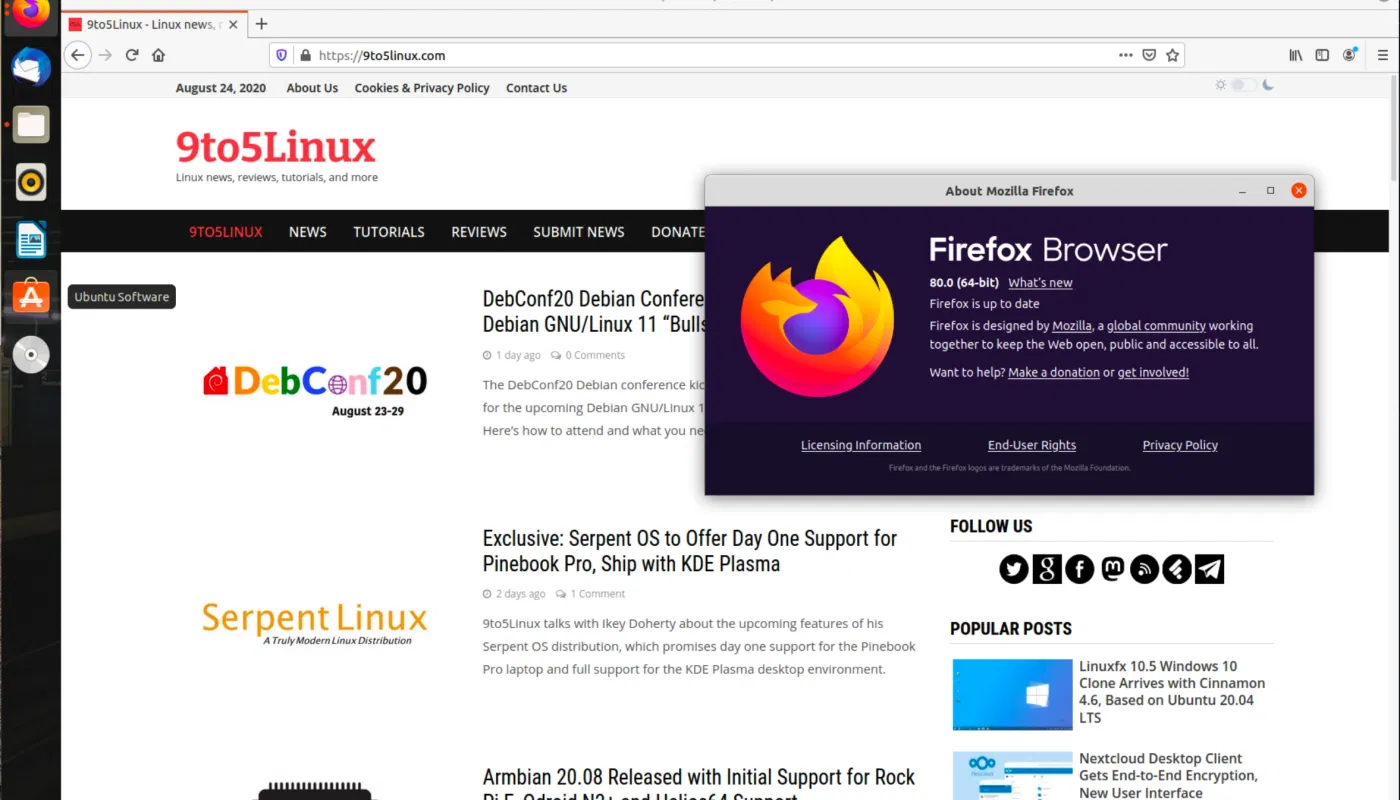 9to5Linux - Linux news, r
https://9to5linux.com
August 24, 2020 About Us Cookies & Privacy Policy Contact Us
9to5Linux
Linux news, reviews, tutorials, and more
9TO5LINUX NEWS TUTORIALS REVIEWS SUBMIT NEWS DONATE
Ubuntu Software
DebConf20
August 23-29
DebConf20 Debian Confere
Debian GNU/Linux 11 “Bulls
1 day ago 0 Comments
The DebConf20 Debian conference kic
for the upcoming Debian GNU/Linux 1
Here's how to attend and what you ne
About Mozilla Firefox
Firefox Browser
80.0 (64-bit) What's new
Firefox is up to date
Firefox is designed by Mozilla, a global community working
together to keep the Web open, public and accessible to all.
Want to help? Make a donation or get involved!
Licensing Information End-User Rights Privacy Policy
Firefox and the Firefox logos are trademarks of the Mozilla Foundation.
Serpent Linux
A Truly Modern Linux Distribution
Exclusive: Serpent OS to Offer Day One Support for
Pinebook Pro, Ship with KDE Plasma
2 days ago 1 Comment
9to5Linux talks with Ikey Doherty about the upcoming features of his
Serpent OS distribution, which promises day one support for the Pinebook
Pro laptop and full support for the KDE Plasma desktop environment.
FOLLOW US
POPULAR POSTS
Linuxfx 10.5 Windows 10
Clone Arrives with Cinnamon
4.6, Based on Ubuntu 20.04
LTS
Nextcloud Desktop Client
Gets End-to-End Encryption,
New User Interface
Armbian 20.08 Released with Initial Support for Rock
Pi E, Odroid N2+ and Helios64 Support